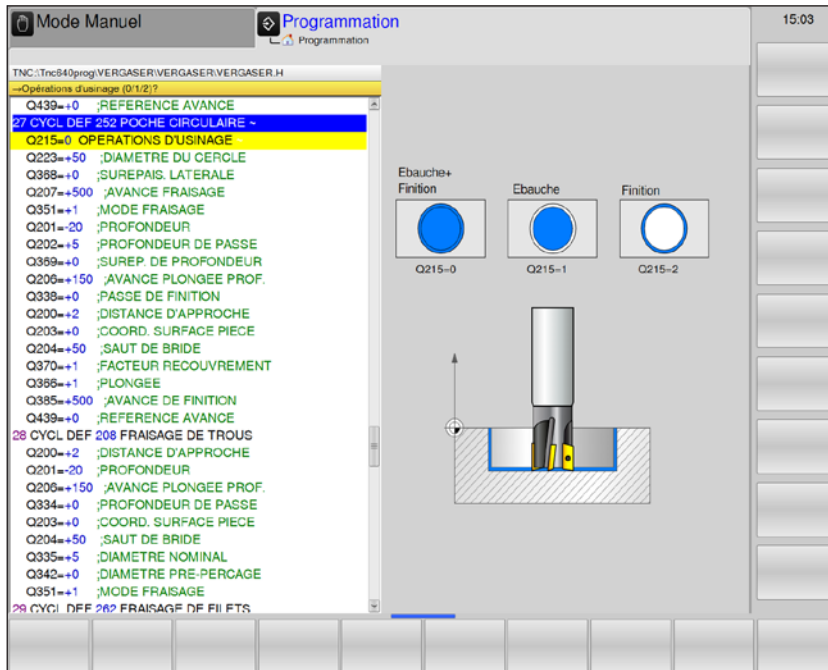 Mode Manuel
Programmation
Programmation
15:03
TNC:\Tnc640prog\VERGASER\VERGASER\VERGASER.H
→Opérations d'usinage (0/1/2)?
Q439=+0 ;REFERENCE AVANCE
27 CYCL DEF 252 POCHE CIRCULAIRE ~
Q215=0 OPERATIONS D'USINAGE ~
Q223=+50 ;DIAMETRE DU CERCLE
Q368=+0 ;SUREPAIS. LATERALE
Q207=+500 ;AVANCE FRAISAGE
Q351=+1 ;MODE FRAISAGE
Q201=-20 ;PROFONDEUR
Q202=+5 ;PROFONDEUR DE PASSE
Q369=+0 ;SUREP. DE PROFONDEUR
Q206=+150 ;AVANCE PLONGEE PROF.
Q338=+0 ;PASSE DE FINITION
Q200=+2 ;DISTANCE D'APPROCHE
Q203=+0 ;COORD. SURFACE PIECE
Q204=+50 ;SAUT DE BRIDE
Q370=+1 ;FACTEUR RECOUVREMENT
Q366=+1 ;PLONGEE
Q385=+500 ;AVANCE DE FINITION
Q439=+0 ;REFERENCE AVANCE
28 CYCL DEF 208 FRAISAGE DE TROUS
Q200=+2 ;DISTANCE D'APPROCHE
Q201=-20 ;PROFONDEUR
Q206=+150 ;AVANCE PLONGEE PROF.
Q334=+0 ;PROFONDEUR DE PASSE
Q203=+0 ;COORD. SURFACE PIECE
Q204=+50 ;SAUT DE BRIDE
Q335=+5 ;DIAMETRE NOMINAL
Q342=+0 ;DIAMETRE PRE-PERCAGE
Q351=+1 ;MODE FRAISAGE
29 CYCL DEF 262 FRAISAGE DE FILETS
Ebauche+
Finition
Ebauche
Finition
Q215=0
Q215=1
Q215=2